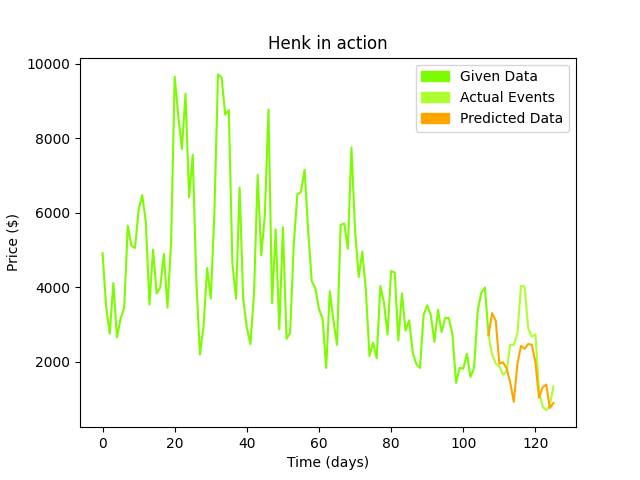 Henk in action
Given Data
Actual Events
Predicted Data
Price ($)
10000
8000
6000
4000
2000
0 20 40 60 80 100 120
Time (days)